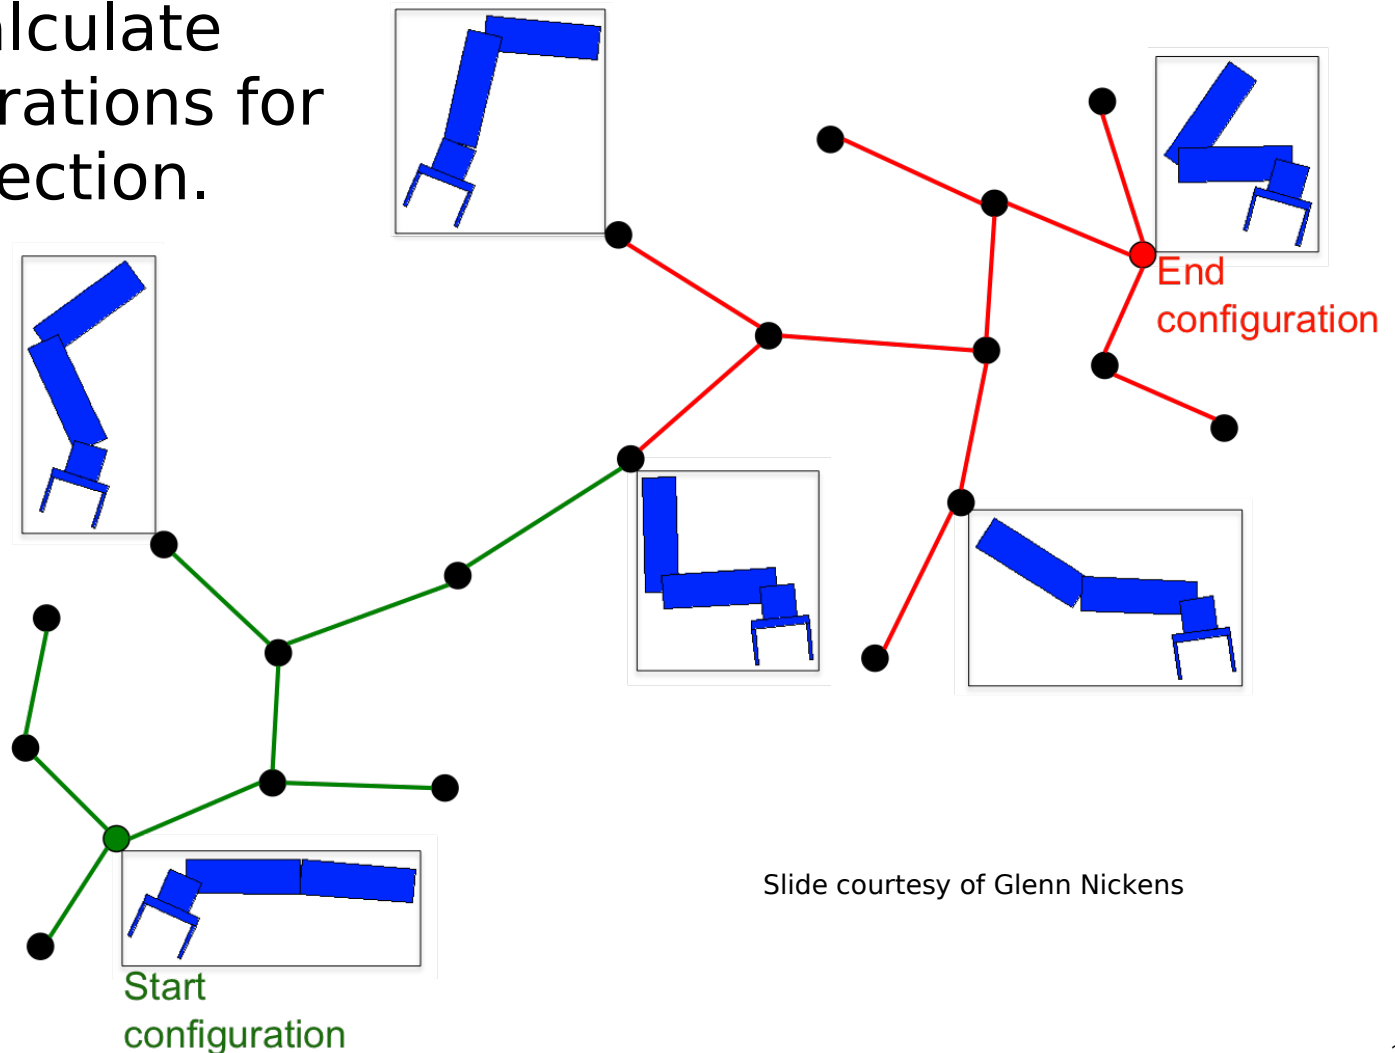 lculate
rations for
ection.
End
configuration
Slide courtesy of Glenn Nickens
Start
configuration